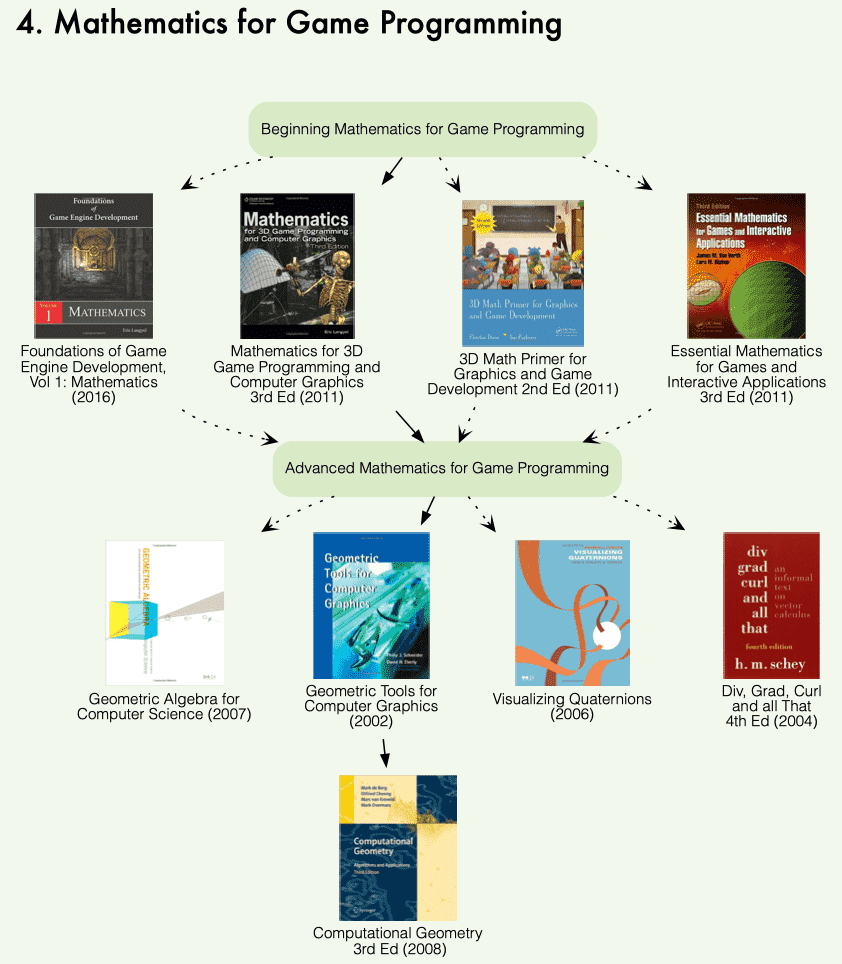 4. Mathematics for Game Programming
Beginning Mathematics for Game Programming
Foundations
of
Game Engine Development
VOLUME
1
MATHEMATICS
Eric Lengyel
Foundations of Game
Engine Development,
Vol 1: Mathematics
(2016)
Mathematics
for 3D Game Programming
and Computer Graphics
Third Edition
Eric Lengyel
Mathematics for 3D
Game Programming and
Computer Graphics
3rd Ed (2011)
Second
Edition
3D Math Primer for Graphics
and Game Development
Fletcher Dunn
Ian Parberry
3D Math Primer for
Graphics and Game
Development 2nd Ed (2011)
Third Edition
Essential Mathematics
for Games and Interactive
Applications
James M. Van Verth
Lars M. Bishop
Essential Mathematics
for Games and
Interactive Applications
3rd Ed (2011)
Advanced Mathematics for Game Programming
GEOMETRIC ALGEBRA
Geometric Algebra for
Computer Science (2007)
Geometric
Tools for
Computer
Graphics
Philip J. Schneider
David H. Eberly
Geometric Tools for
Computer Graphics
(2002)
VISUALIZING
QUATERNIONS
Visualizing Quaternions
(2006)
div
grad
curl
and
all
that
an
informal
text
on
vector
calculus
fourth edition
h. m. schey
Div, Grad, Curl
and all That
4th Ed (2004)
Mark de Berg
Otfried Cheong
Marc van Kreveld
Mark Overmars
Computational
Geometry
Algorithms and Applications
Third Edition
Springer
Computational Geometry
3rd Ed (2008)